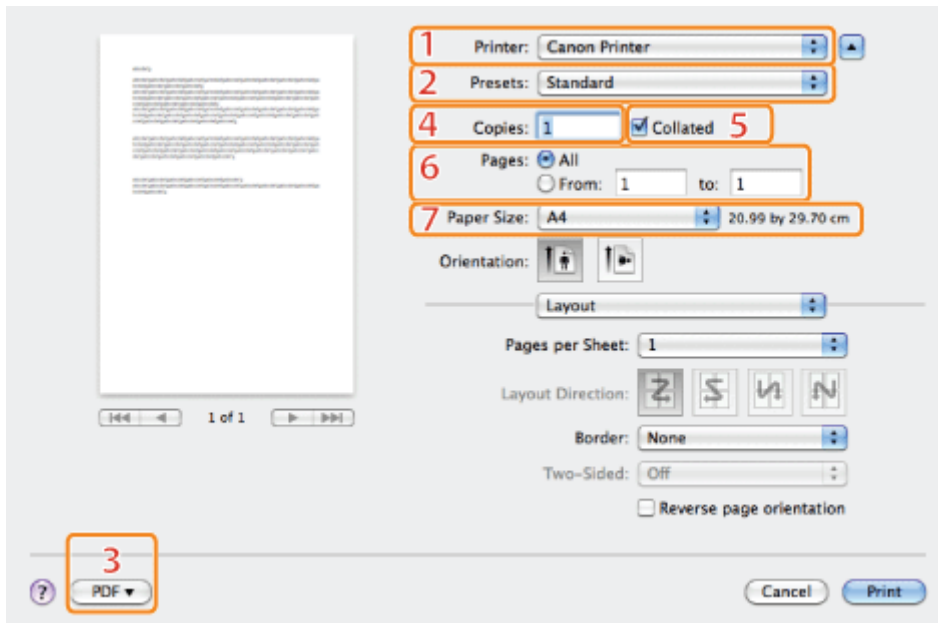 1 Printer: Canon Printer
2 Presets: Standard
4 Copies: 1 Collated 5
6 Pages: All
From: 1 to: 1
7 Paper Size: A4 20.99 by 29.70 cm
Orientation:
Layout
Pages per Sheet: 1
Layout Direction:
Border: None
Two-Sided: Off
Reverse page orientation
1 of 1
3
? PDF
Cancel Print